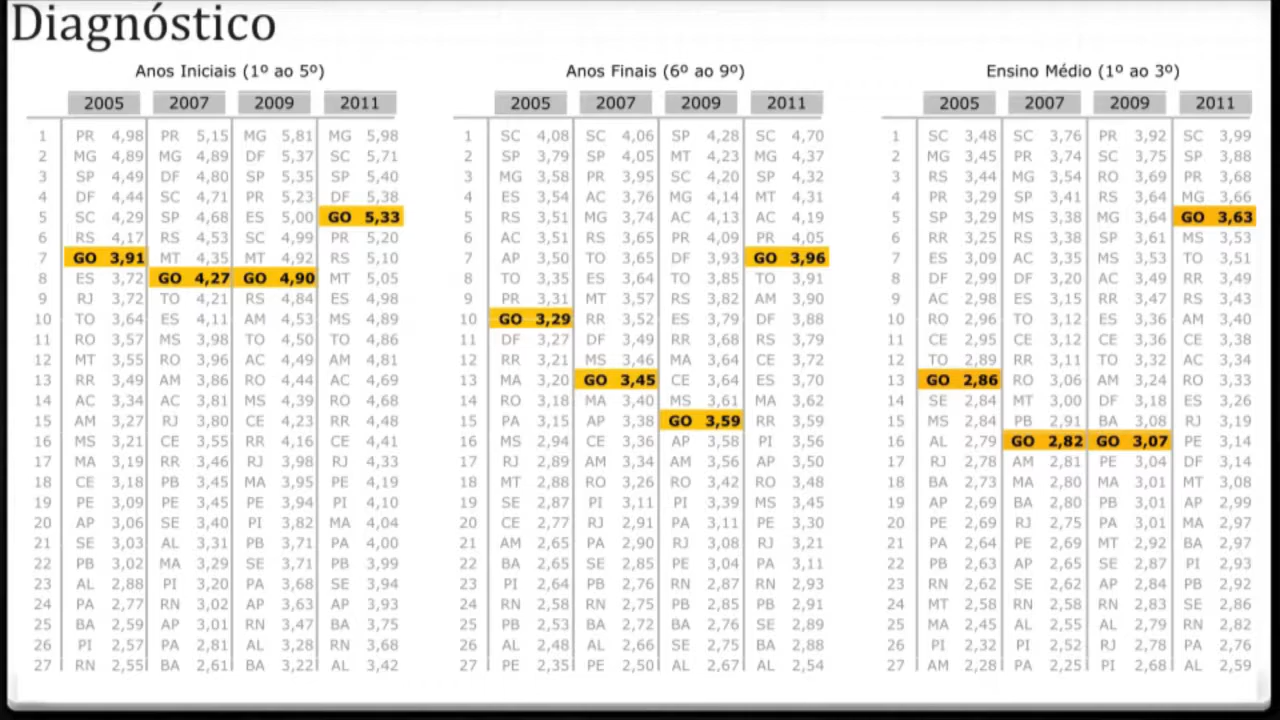 Diagnóstico
Anos Iniciais (1º ao 5º) Anos Finais (6º ao 9º) Ensino Médio (1º ao 3º)
2005 2007 2009 2011 2005 2007 2009 2011 2005 2007 2009 2011
1 PR 4,98 PR 5,15 MG 5,81 MG 5,98 1 SC 4,08 SC 4,06 SP 4,28 SC 4,70 1 SC 3,48 SC 3,76 PR 3,92 SC 3,99
2 MG 4,89 MG 4,89 DF 5,37 SC 5,71 2 SP 3,79 SP 4,05 MT 4,23 MG 4,37 2 MG 3,45 PR 3,74 SC 3,75 SP 3,88
3 SP 4,49 DF 4,80 SP 5,35 SP 5,40 3 MG 3,58 PR 3,95 SC 4,20 SP 4,32 3 RS 3,44 MG 3,54 RO 3,69 PR 3,68
4 DF 4,44 SC 4,71 PR 5,23 DF 5,38 4 ES 3,54 AC 3,76 MG 4,14 MT 4,31 4 PR 3,29 SP 3,41 RS 3,64 MG 3,66
5 SC 4,29 SP 4,68 ES 5,00 GO 5,33 5 RS 3,51 MG 3,74 AC 4,13 AC 4,19 5 SP 3,29 MS 3,38 MG 3,64 GO 3,63
6 RS 4,17 RS 4,53 SC 4,99 PR 5,20 6 AC 3,51 RS 3,65 PR 4,09 PR 4,05 6 RR 3,25 RS 3,38 SP 3,61 MS 3,53
7 GO 3,91 MT 4,35 MT 4,92 RS 5,10 7 AP 3,50 TO 3,65 DF 3,93 GO 3,96 7 ES 3,09 AC 3,35 MS 3,53 TO 3,51
8 ES 3,72 GO 4,27 GO 4,90 MT 5,05 8 TO 3,35 ES 3,64 TO 3,85 TO 3,91 8 DF 2,99 DF 3,20 AC 3,49 RR 3,49
9 RJ 3,72 TO 4,21 RS 4,84 ES 4,98 9 PR 3,31 MT 3,57 RS 3,82 AM 3,90 9 AC 2,98 ES 3,15 RR 3,47 RS 3,43
10 TO 3,64 ES 4,11 AM 4,53 MS 4,89 10 GO 3,29 RR 3,52 ES 3,79 DF 3,88 10 RO 2,96 TO 3,12 ES 3,36 AM 3,40
11 RO 3,57 MS 3,98 TO 4,50 TO 4,86 11 DF 3,27 DF 3,49 RR 3,68 RS 3,79 11 CE 2,95 CE 3,12 CE 3,36 CE 3,38
12 MT 3,55 RO 3,96 AC 4,49 AM 4,81 12 RR 3,21 MS 3,46 MA 3,64 CE 3,72 12 TO 2,89 RR 3,11 TO 3,32 AC 3,34
13 RR 3,49 AM 3,86 RO 4,44 AC 4,69 13 MA 3,20 GO 3,45 CE 3,64 ES 3,70 13 GO 2,86 RO 3,06 AM 3,24 RO 3,33
14 AC 3,34 AC 3,81 MS 4,39 RO 4,68 14 RO 3,18 MA 3,40 MS 3,61 MA 3,62 14 SE 2,84 MT 3,00 DF 3,18 ES 3,26
15 AM 3,27 RJ 3,80 CE 4,23 RR 4,48 15 PA 3,15 AP 3,38 GO 3,59 RR 3,59 15 MS 2,84 PB 2,91 BA 3,08 RJ 3,19
16 MS 3,21 CE 3,55 RR 4,16 CE 4,41 16 MS 2,94 CE 3,36 AP 3,58 PI 3,56 16 AL 2,79 GO 2,82 GO 3,07 PE 3,14
17 MA 3,19 RR 3,46 RJ 3,98 RJ 4,33 17 RJ 2,89 AM 3,34 AM 3,56 AP 3,50 17 RJ 2,78 AM 2,81 PE 3,04 DF 3,14
18 CE 3,18 PB 3,45 MA 3,95 PE 4,19 18 MT 2,88 RO 3,26 RO 3,42 RO 3,48 18 BA 2,73 MA 2,80 MA 3,01 MT 3,08
19 PE 3,09 PE 3,45 PE 3,94 PI 4,10 19 SE 2,87 PI 3,11 PI 3,39 MS 3,45 19 AP 2,69 BA 2,80 PB 3,01 AP 2,99
20 AP 3,06 SE 3,40 PI 3,82 MA 4,04 20 CE 2,77 RJ 2,91 PA 3,11 PE 3,30 20 PE 2,69 RJ 2,75 PA 3,01 MA 2,97
21 SE 3,03 AL 3,31 PB 3,71 PA 4,00 21 AM 2,65 PA 2,90 RJ 3,08 RJ 3,21 21 PA 2,64 PE 2,69 MT 2,92 BA 2,97
22 PB 3,02 MA 3,29 SE 3,71 PB 3,99 22 BA 2,65 SE 2,85 PE 3,04 PA 3,11 22 PB 2,63 AP 2,65 SE 2,87 PI 2,93
23 AL 2,88 PI 3,20 PA 3,68 SE 3,94 23 PI 2,64 PB 2,76 RN 2,87 RN 2,93 23 RN 2,62 SE 2,62 AP 2,84 PB 2,92
24 PA 2,77 RN 3,02 AP 3,63 AP 3,93 24 RN 2,58 RN 2,75 PB 2,85 PB 2,91 24 MT 2,58 RN 2,58 RN 2,83 SE 2,86
25 BA 2,59 AP 3,01 RN 3,47 BA 3,75 25 PB 2,53 BA 2,72 BA 2,76 SE 2,89 25 MA 2,45 AL 2,55 AL 2,79 RN 2,82
26 PI 2,57 PA 2,81 AL 3,28 RN 3,68 26 AL 2,48 AL 2,66 SE 2,75 BA 2,88 26 PI 2,32 PI 2,52 RJ 2,78 PA 2,76
27 RN 2,55 BA 2,61 BA 3,22 AL 3,42 27 PE 2,35 PE 2,50 AL 2,67 AL 2,54 27 AM 2,28 PA 2,25 PI 2,68 AL 2,59